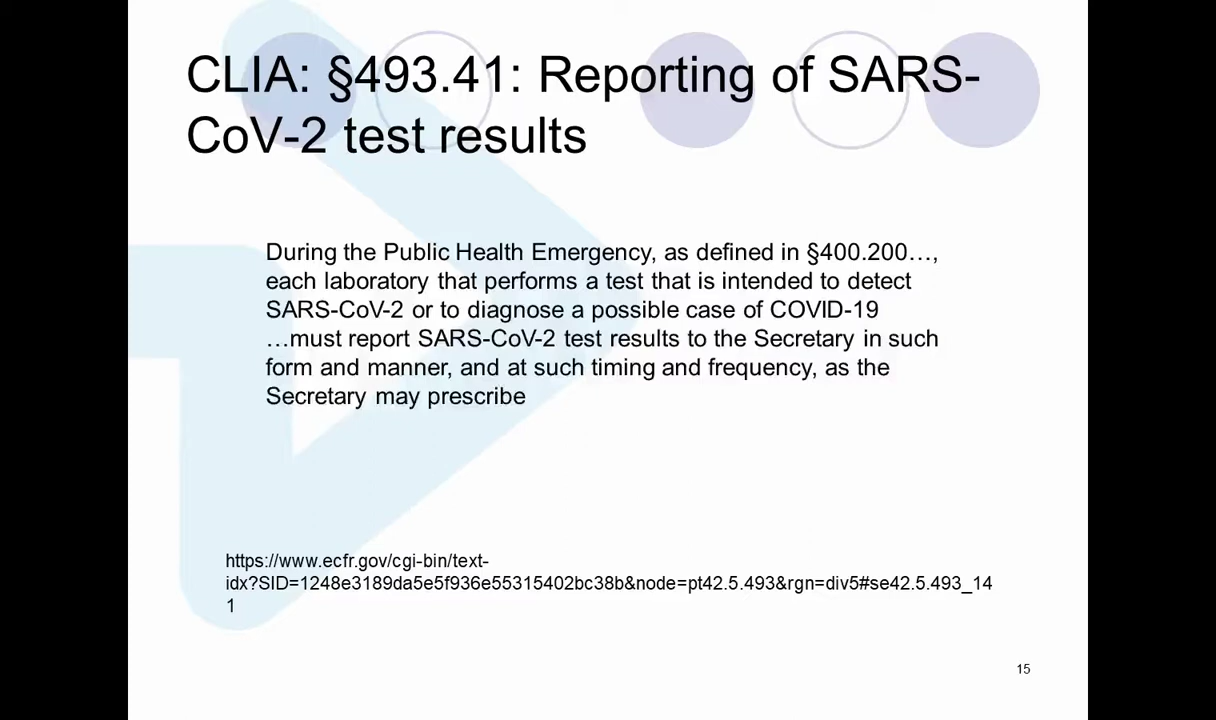 CLIA: §493.41: Reporting of SARS-
CoV-2 test results
During the Public Health Emergency, as defined in §400.200…,
each laboratory that performs a test that is intended to detect
SARS-CoV-2 or to diagnose a possible case of COVID-19
…must report SARS-CoV-2 test results to the Secretary in such
form and manner, and at such timing and frequency, as the
Secretary may prescribe
https://www.ecfr.gov/cgi-bin/text-
idx?SID=1248e3189da5e5f936e55315402bc38b&node=pt42.5.493&rgn=div5#se42.5.493_14
1
15